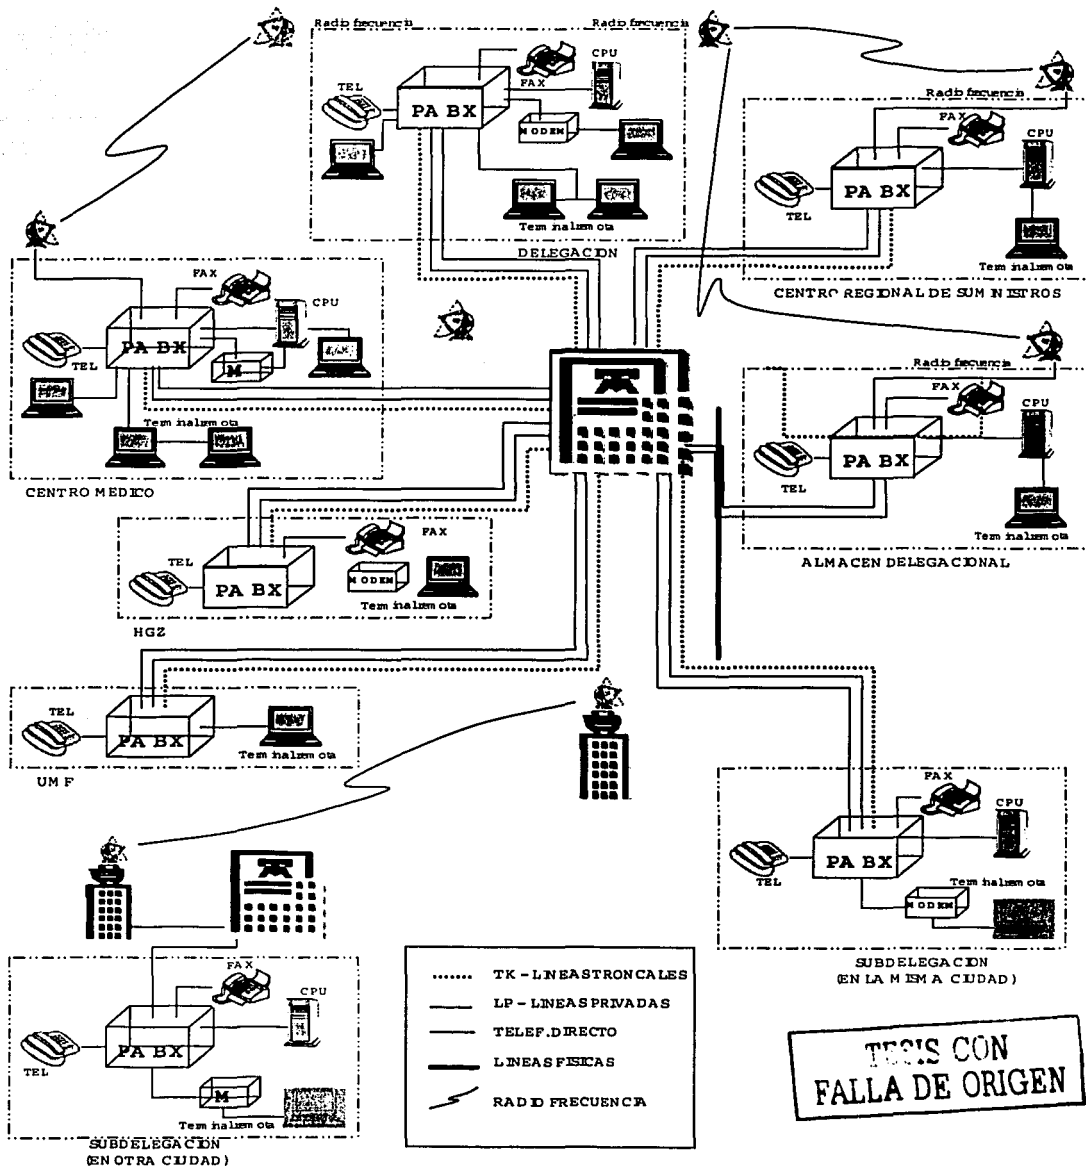 Radio frecuencia
Radio frecuencia
TEL
FAX
CPU
PA BX
MODEM
Terminal remota
DELEGACION
Radio frecuencia
FAX
CPU
PA BX
TEL
Terminal remota
CENTRO REGIONAL DE SUMINISTROS
FAX
CPU
PA BX
TEL
M
Terminal remota
CENTRO MEDICO
Radio frecuencia
FAX
CPU
PA BX
TEL
Terminal remota
ALMACEN DELEGACIONAL
FAX
TEL
PA BX
MODEM
Terminal remota
HGZ
TEL
PA BX
Terminal remota
UMF
FAX
CPU
PA BX
TEL
Terminal remota
MODEM
SUBDELEGACION
(EN LA MISMA CIUDAD)
FAX
CPU
PA BX
TEL
M
Terminal remota
SUBDELEGACION
(EN OTRA CIUDAD)
TK - LINEAS TRONCALES
LP - LINEAS PRIVADAS
TELEF. DIRECTO
LINEAS FISICAS
RADIO FRECUENCIA
TESIS CON
FALLA DE ORIGEN